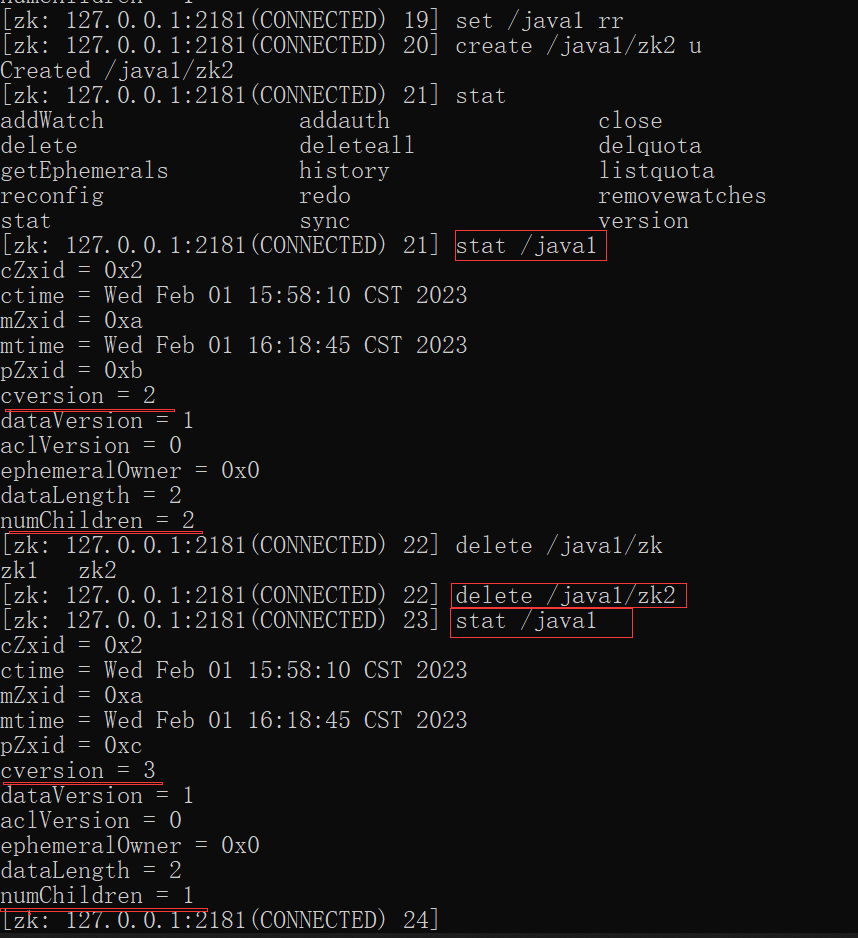 [zk: 127.0.0.1:2181(CONNECTED) 19] set /java1 rr
[zk: 127.0.0.1:2181(CONNECTED) 20] create /java1/zk2 u
Created /java1/zk2
[zk: 127.0.0.1:2181(CONNECTED) 21] stat
addWatch addauth close
delete deleteall delquota
getEphemerals history listquota
reconfig redo removewatches
stat sync version
[zk: 127.0.0.1:2181(CONNECTED) 21] stat /java1
cZxid = 0x2
ctime = Wed Feb 01 15:58:10 CST 2023
mZxid = 0xa
mtime = Wed Feb 01 16:18:45 CST 2023
pZxid = 0xb
cversion = 2
dataVersion = 1
aclVersion = 0
ephemeralOwner = 0x0
dataLength = 2
numChildren = 2
[zk: 127.0.0.1:2181(CONNECTED) 22] delete /java1/zk
zk1 zk2
[zk: 127.0.0.1:2181(CONNECTED) 22] delete /java1/zk2
[zk: 127.0.0.1:2181(CONNECTED) 23] stat /java1
cZxid = 0x2
ctime = Wed Feb 01 15:58:10 CST 2023
mZxid = 0xa
mtime = Wed Feb 01 16:18:45 CST 2023
pZxid = 0xc
cversion = 3
dataVersion = 1
aclVersion = 0
ephemeralOwner = 0x0
dataLength = 2
numChildren = 1
[zk: 127.0.0.1:2181(CONNECTED) 24]